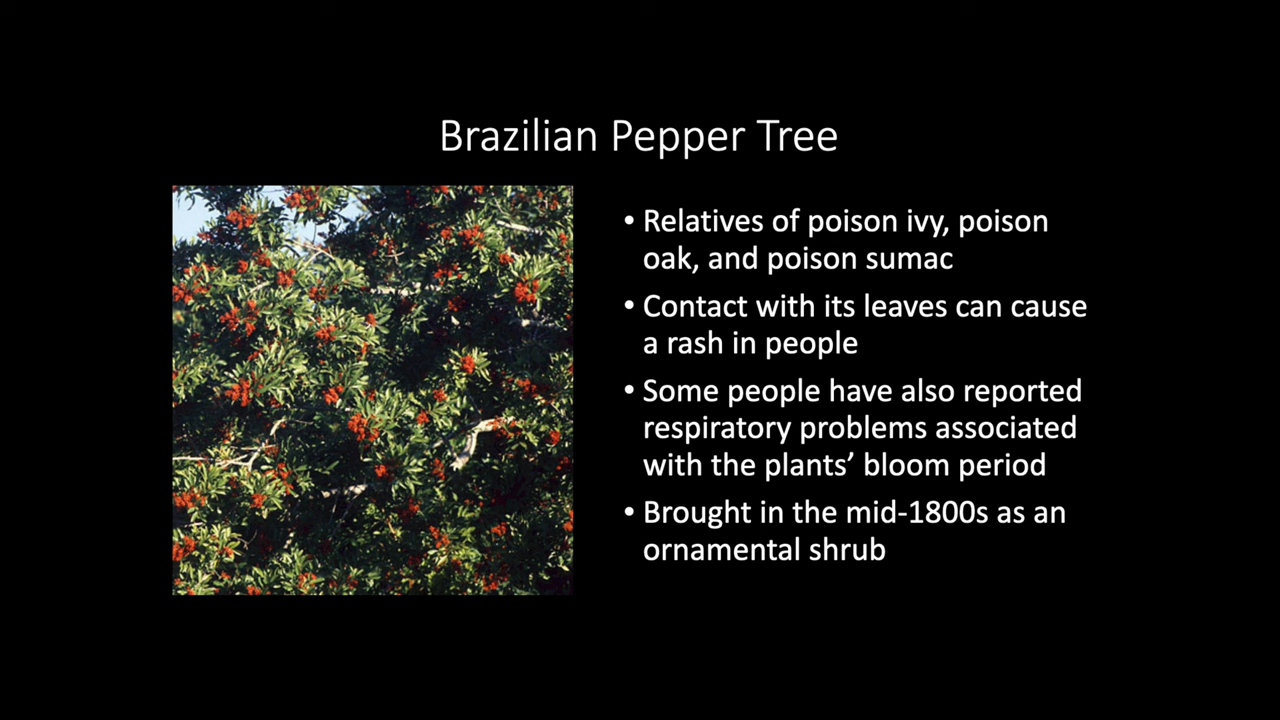 Brazilian Pepper Tree
• Relatives of poison ivy, poison
oak, and poison sumac
• Contact with its leaves can cause
a rash in people
• Some people have also reported
respiratory problems associated
with the plants’ bloom period
• Brought in the mid-1800s as an
ornamental shrub